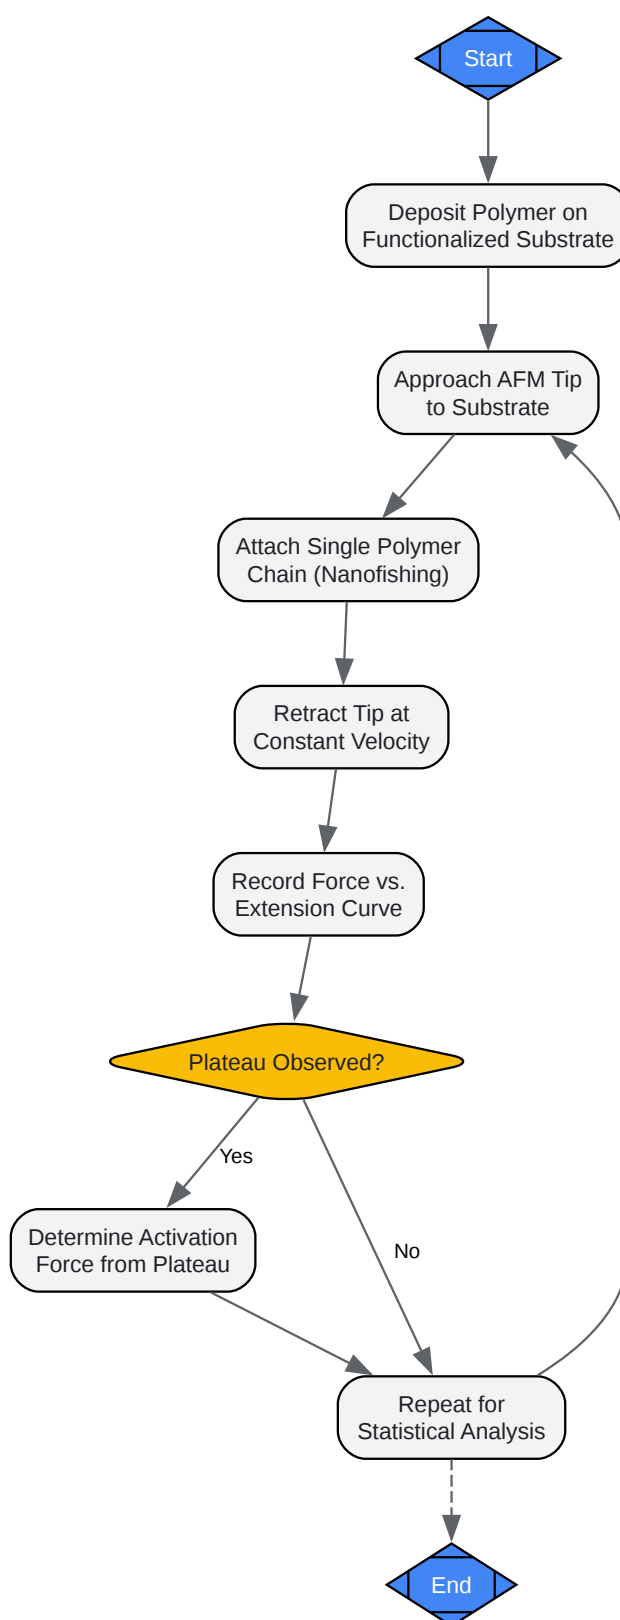 Start
Deposit Polymer on
Functionalized Substrate
Approach AFM Tip
to Substrate
Attach Single Polymer
Chain (Nanofishing)
Retract Tip at
Constant Velocity
Record Force vs.
Extension Curve
Plateau Observed?
Yes
Determine Activation
Force from Plateau
No
Repeat for
Statistical Analysis
End